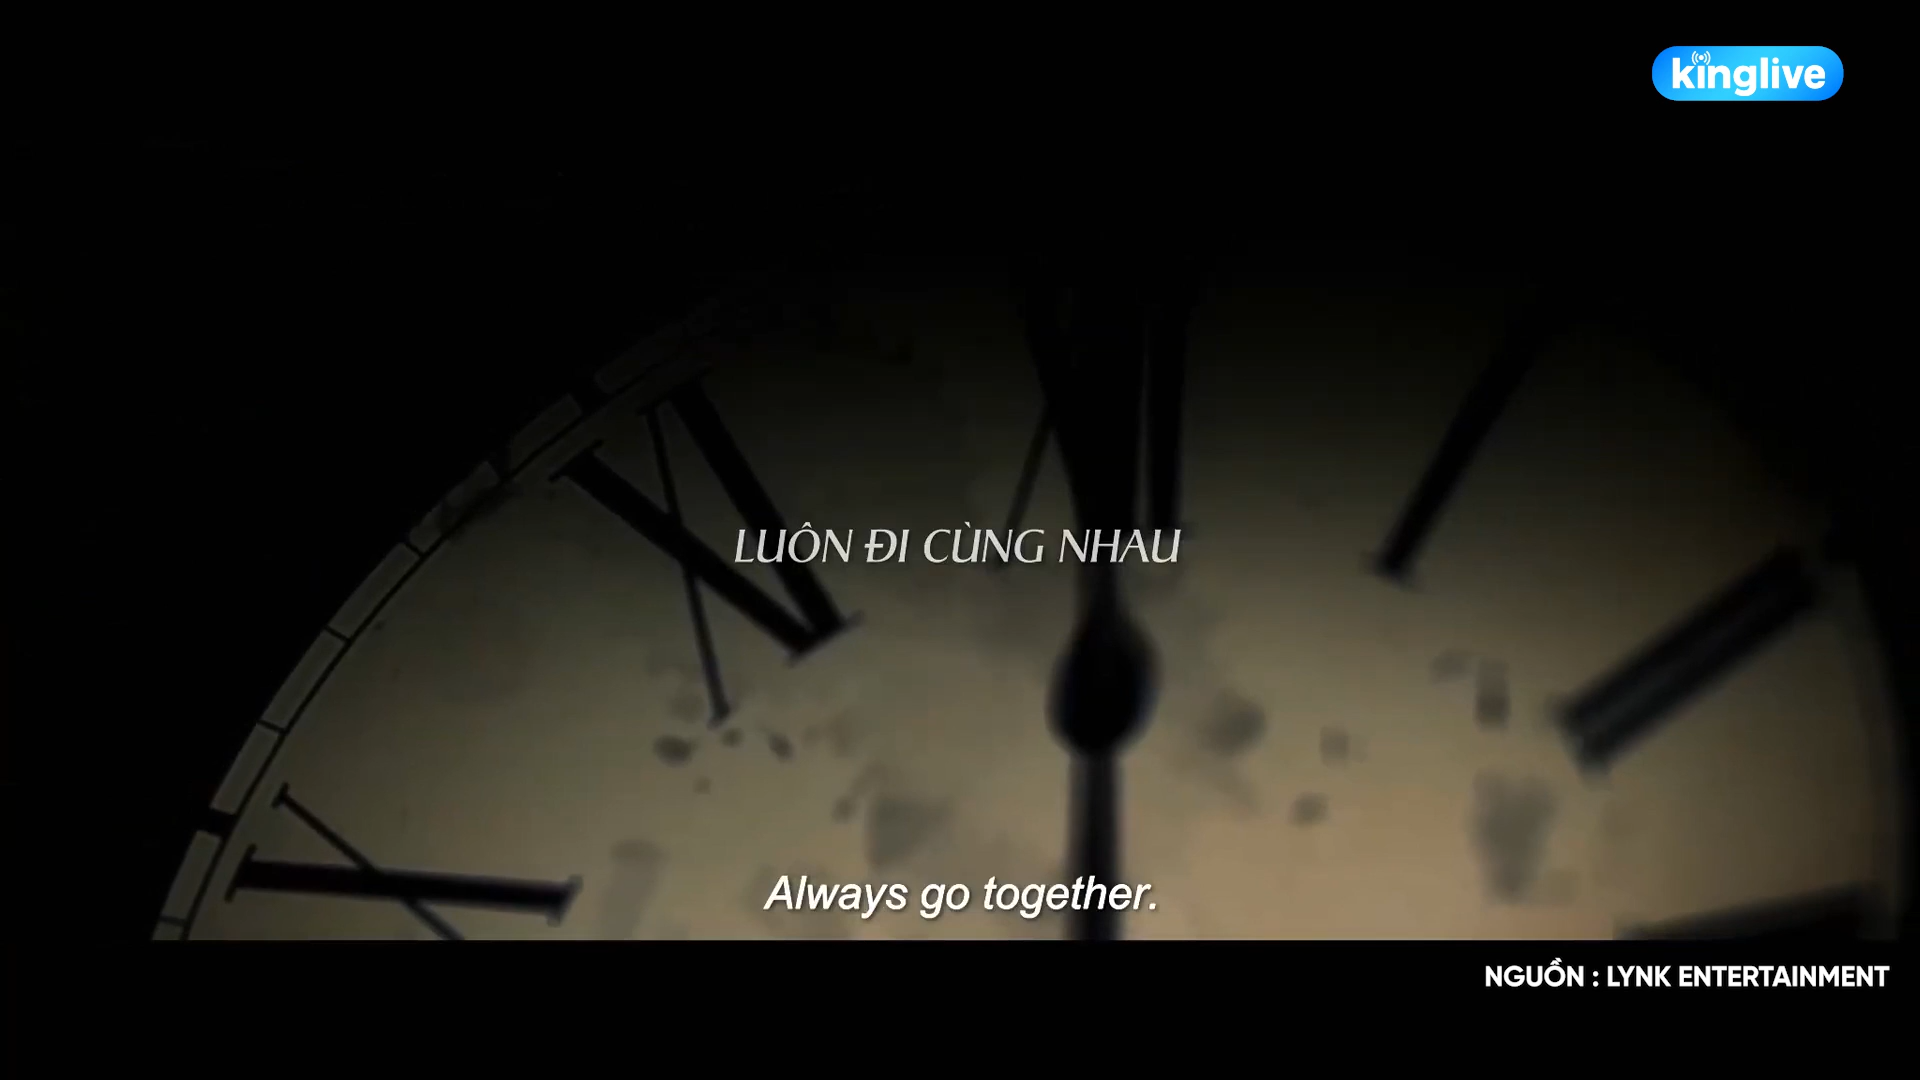 kinglive
LUÔN ĐI CÙNG NHAU
Always go together.
NGUỒN : LYNK ENTERTAINMENT